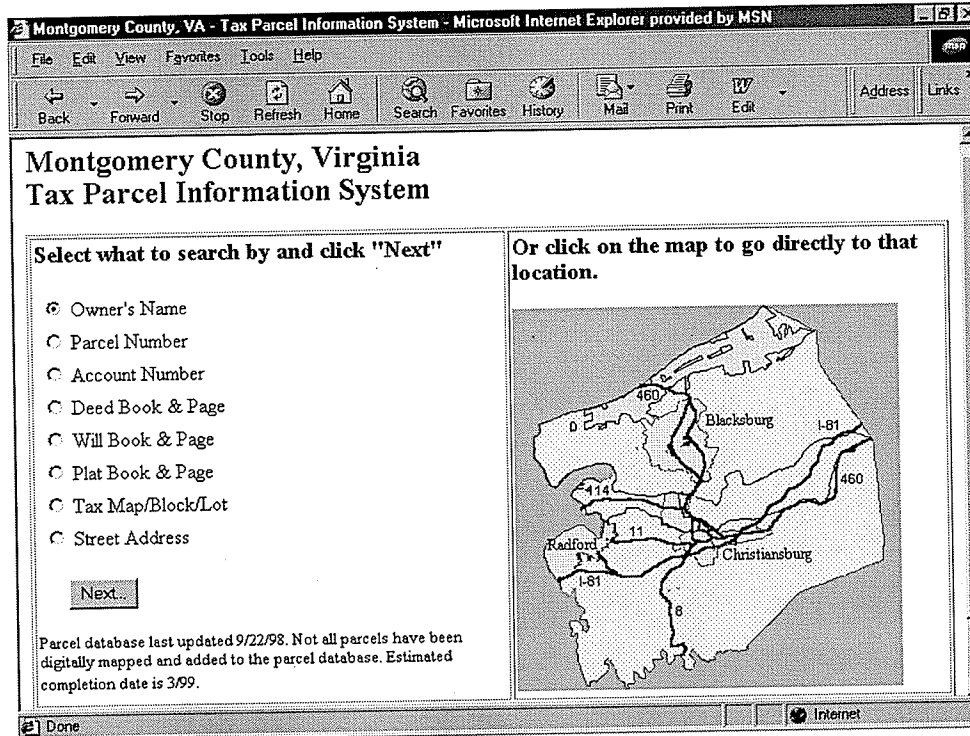 Montgomery County, VA - Tax Parcel Information System - Microsoft Internet Explorer provided by MSN
File Edit View Favorites Tools Help
msn
Back Forward Stop Refresh Home Search Favorites History Mail Print Edit Address Links
Montgomery County, Virginia
Tax Parcel Information System
Select what to search by and click "Next"
Owner's Name
Parcel Number
Account Number
Deed Book & Page
Will Book & Page
Plat Book & Page
Tax Map/Block/Lot
Street Address
Next...
Parcel database last updated 9/22/98. Not all parcels have been
digitally mapped and added to the parcel database. Estimated
completion date is 3/99.
Or click on the map to go directly to that
location.
460
Blacksburg
I-81
460
114
11
Radford
Christiansburg
I-81
8
Done
Internet